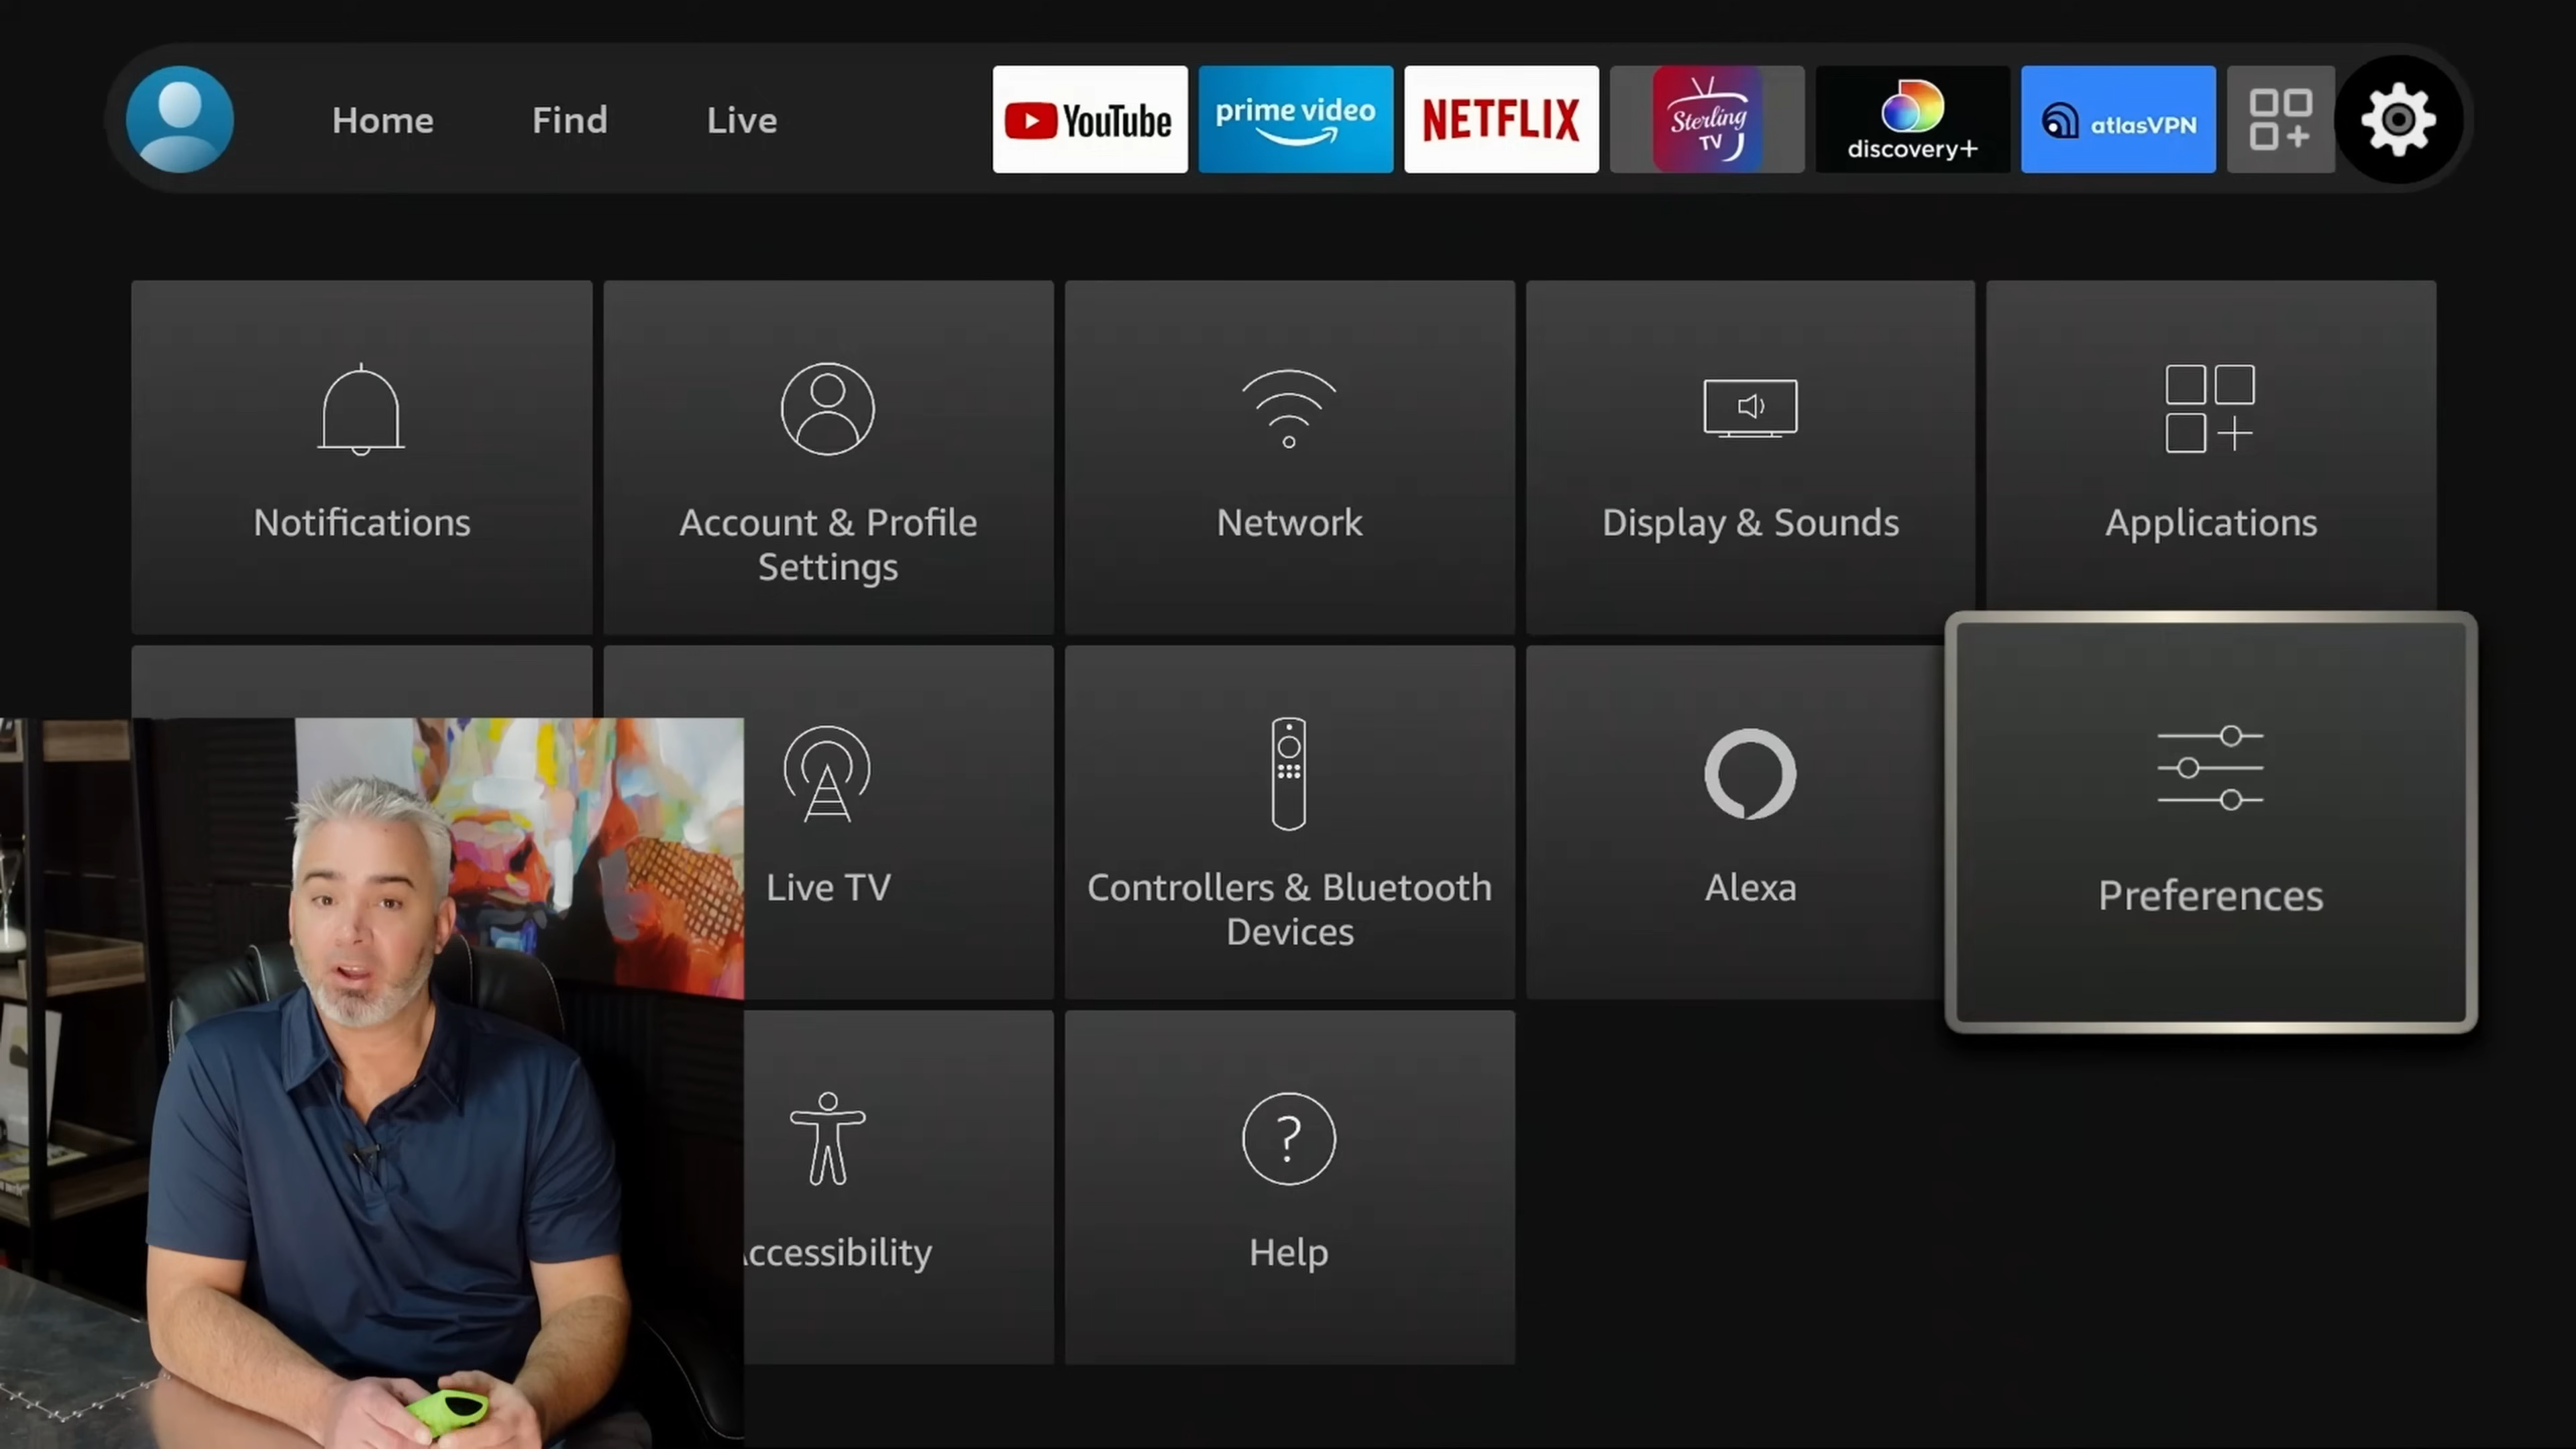 Home Find Live YouTube prime video NETFLIX Sterling TV discovery+ atlasVPN
Notifications
Account & Profile
Settings
Network
Display & Sounds
Applications
Live TV
Controllers & Bluetooth
Devices
Alexa
Preferences
ccessibility
Help
?